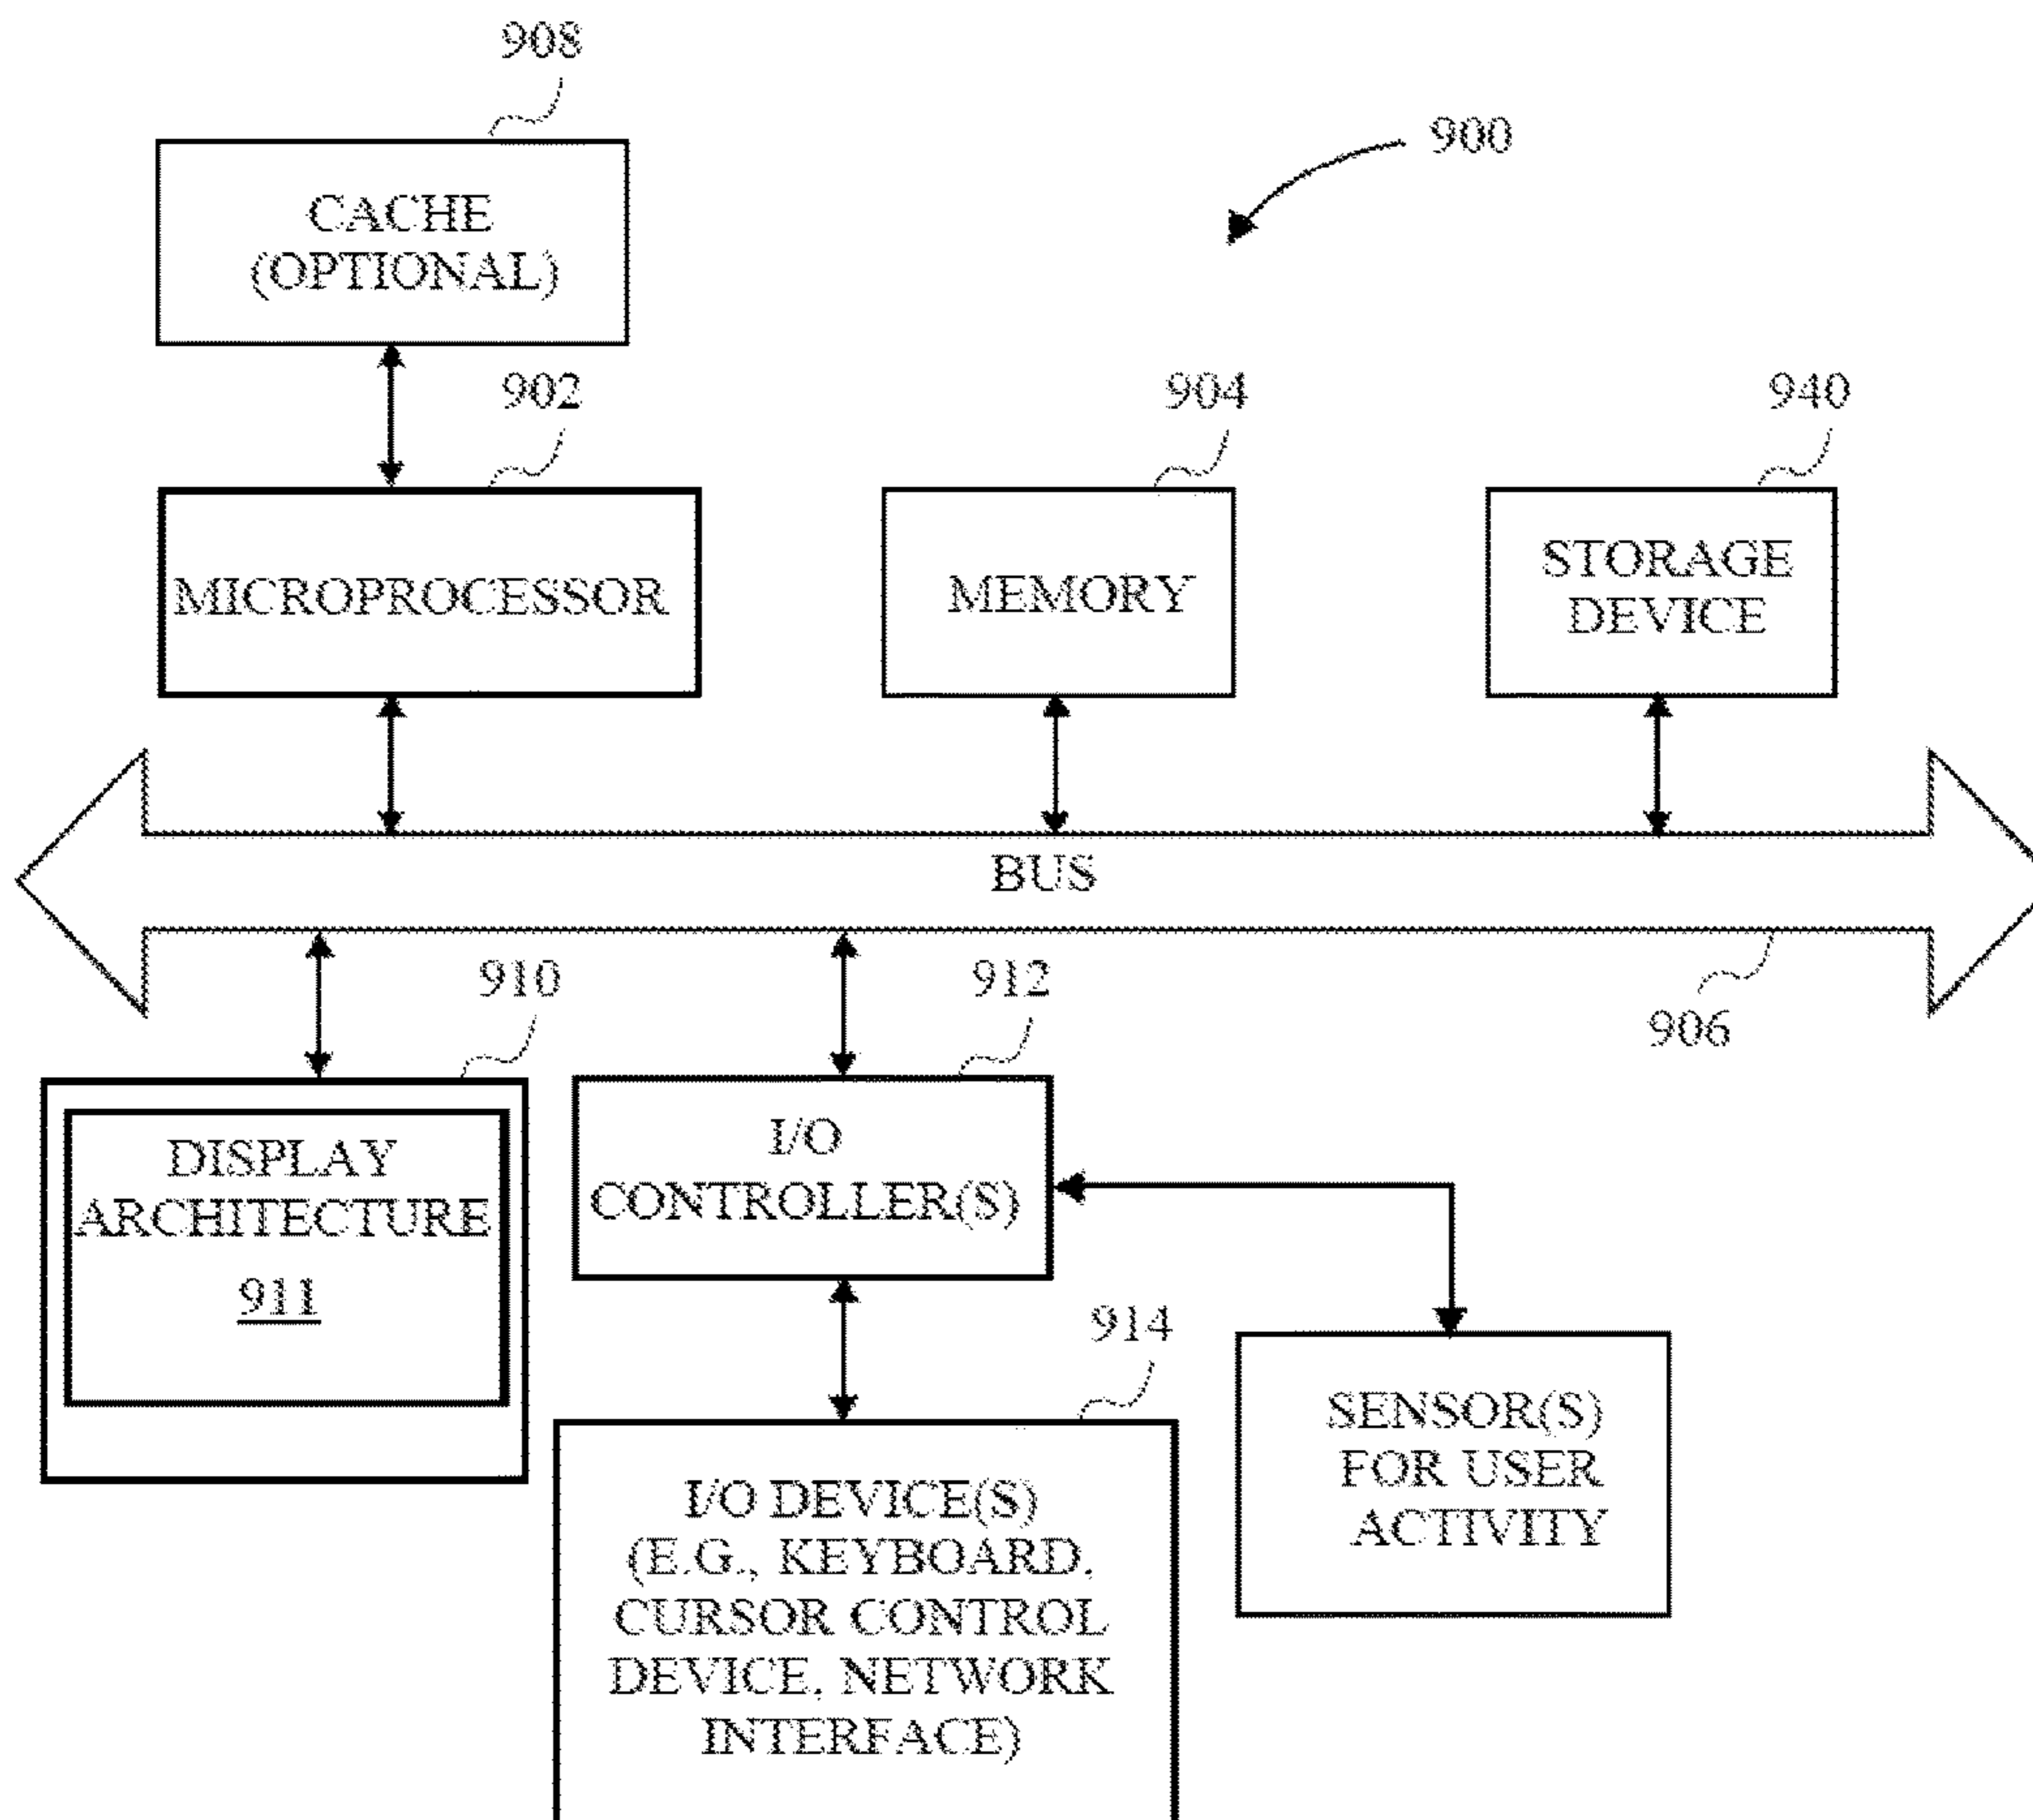 908
900
CACHE
(OPTIONAL)
902
904
940
MICROPROCESSOR
MEMORY
STORAGE
DEVICE
BUS
910
912
906
DISPLAY
ARCHITECTURE
911
I/O
CONTROLLER(S)
914
SENSOR(S)
FOR USER
ACTIVITY
I/O DEVICE(S)
(E.G., KEYBOARD,
CURSOR CONTROL
DEVICE, NETWORK
INTERFACE)